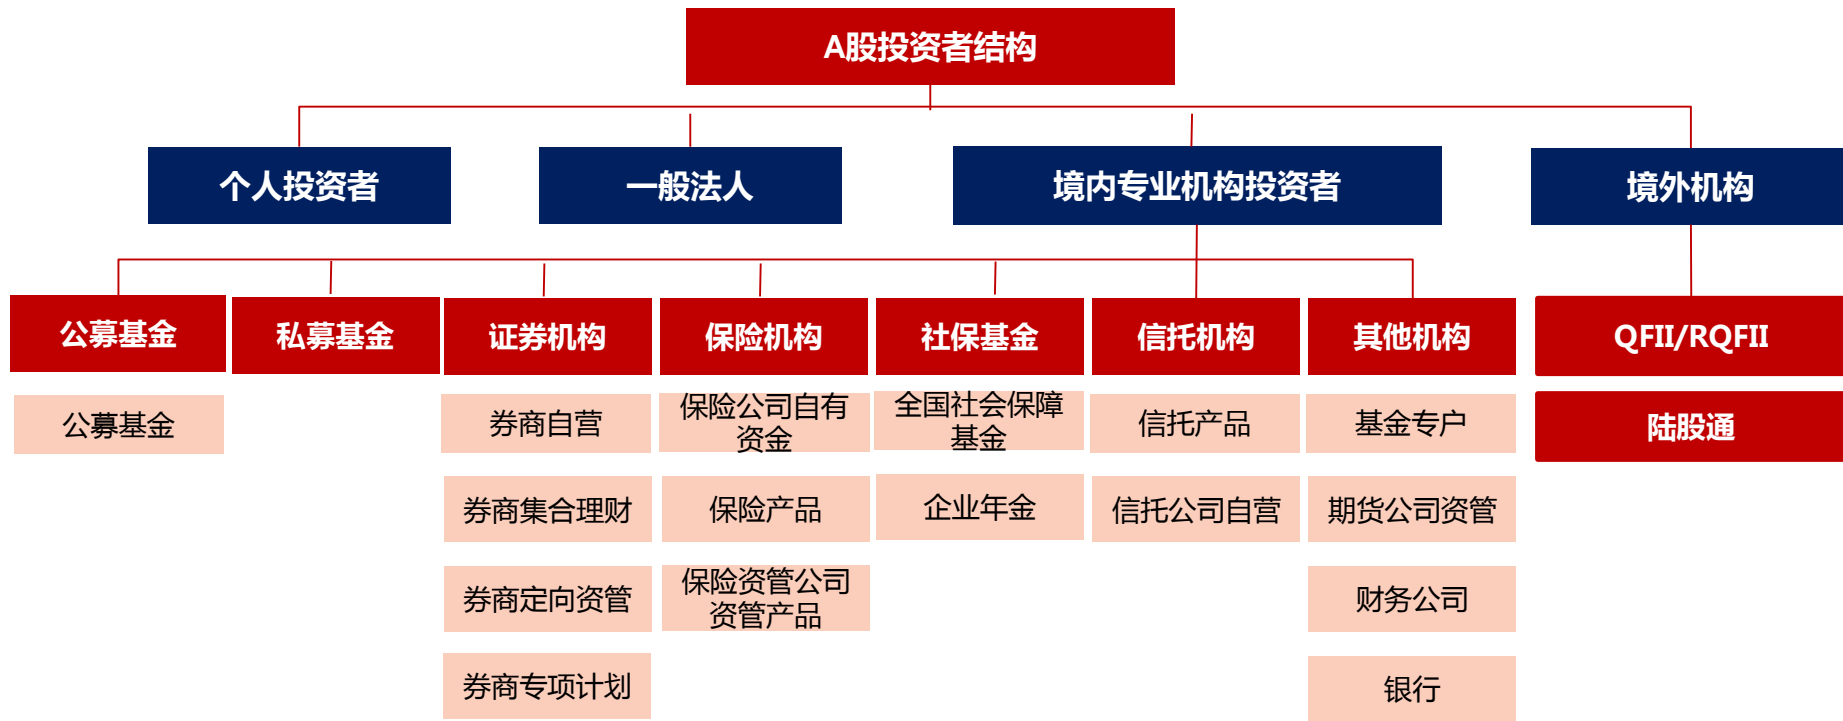 A股投资者结构
个人投资者
一般法人
境内专业机构投资者
境外机构
公募基金
私募基金
证券机构
保险机构
社保基金
信托机构
其他机构
QFII/RQFII
公募基金
券商自营
保险公司自有
资金
全国社会保障
基金
信托产品
基金专户
陆股通
券商集合理财
保险产品
企业年金
信托公司自营
期货公司资管
券商定向资管
保险资管公司
资管产品
财务公司
券商专项计划
银行